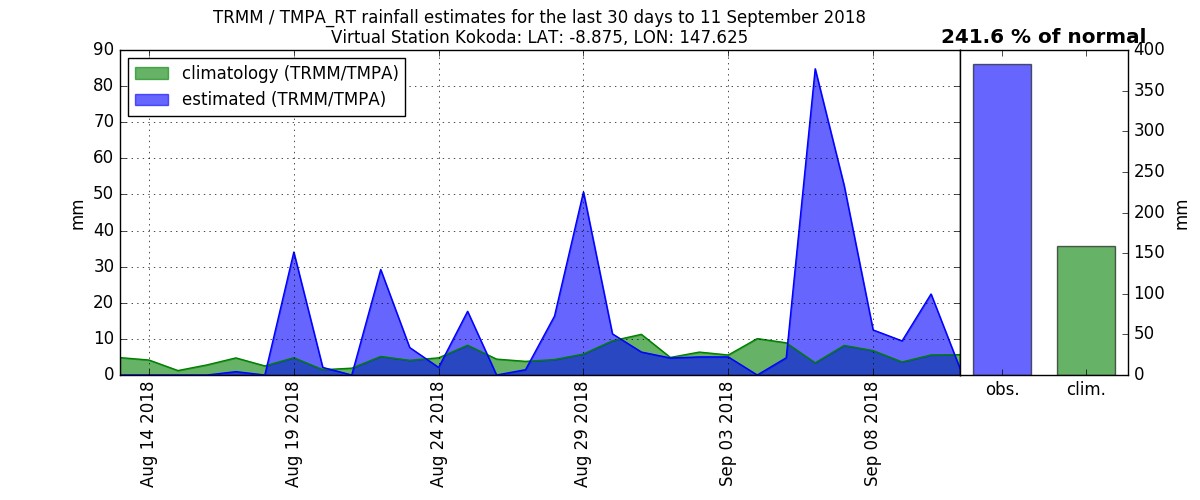 TRMM / TMPA_RT rainfall estimates for the last 30 days to 11 September 2018
Virtual Station Kokoda: LAT: -8.875, LON: 147.625
241.6 % of normal
climatology (TRMM/TMPA)
estimated (TRMM/TMPA)
90
80
70
60
50
40
30
20
10
0
mm
400
350
300
250
200
150
100
50
0
mm
Aug 14 2018
Aug 19 2018
Aug 24 2018
Aug 29 2018
Sep 03 2018
Sep 08 2018
obs.
clim.